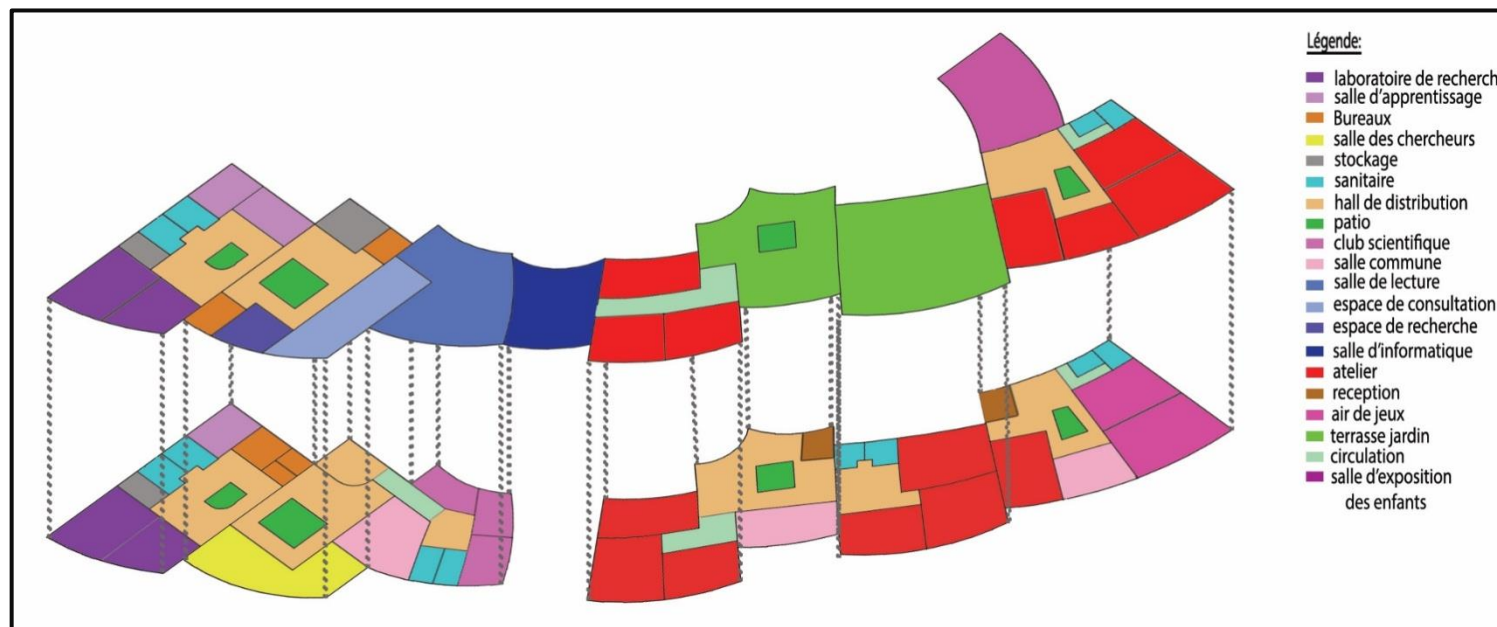 Légende:
laboratoire de recherch
salle d'apprentissage
Bureaux
salle des chercheurs
stockage
sanitaire
hall de distribution
patio
club scientifique
salle commune
salle de lecture
espace de consultation
espace de recherche
salle d'informatique
atelier
reception
air de jeux
terrasse jardin
circulation
salle d'exposition
des enfants